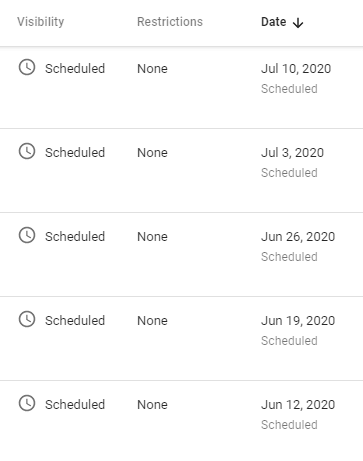 Visibility Restrictions Date
Scheduled None Jul 10, 2020
Scheduled
Scheduled None Jul 3, 2020
Scheduled
Scheduled None Jun 26, 2020
Scheduled
Scheduled None Jun 19, 2020
Scheduled
Scheduled None Jun 12, 2020
Scheduled